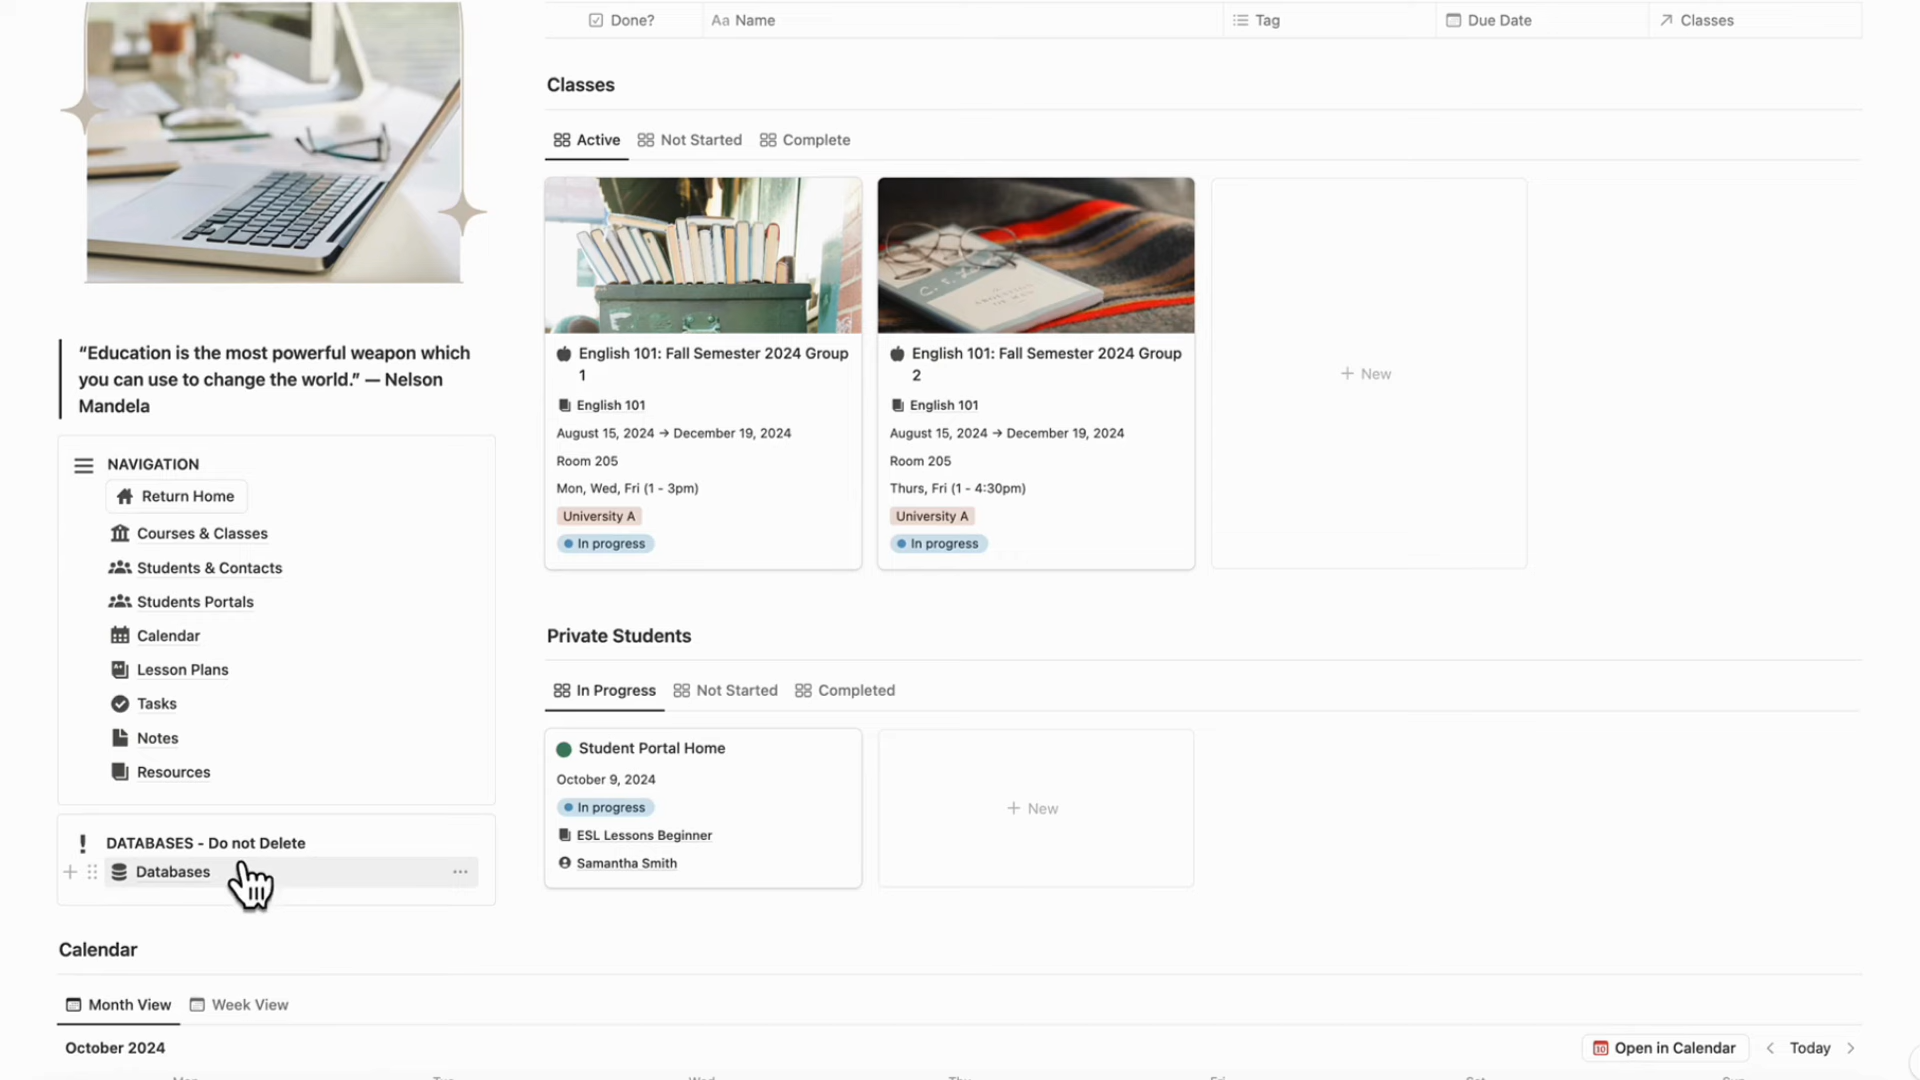 Done?
Aa Name
Tag
Due Date
Classes
Classes
Active
Not Started
Complete
English 101: Fall Semester 2024 Group
1
English 101
August 15, 2024 → December 19, 2024
Room 205
Mon, Wed, Fri (1 - 3pm)
University A
In progress
English 101: Fall Semester 2024 Group
2
English 101
August 15, 2024 → December 19, 2024
Room 205
Thurs, Fri (1 - 4:30pm)
University A
In progress
+ New
“Education is the most powerful weapon which
you can use to change the world.” — Nelson
Mandela
NAVIGATION
Return Home
Courses & Classes
Students & Contacts
Students Portals
Calendar
Lesson Plans
Tasks
Notes
Resources
DATABASES - Do not Delete
Databases
Private Students
In Progress
Not Started
Completed
Student Portal Home
October 9, 2024
In progress
ESL Lessons Beginner
Samantha Smith
+ New
Calendar
Month View
Week View
October 2024
Open in Calendar
Today